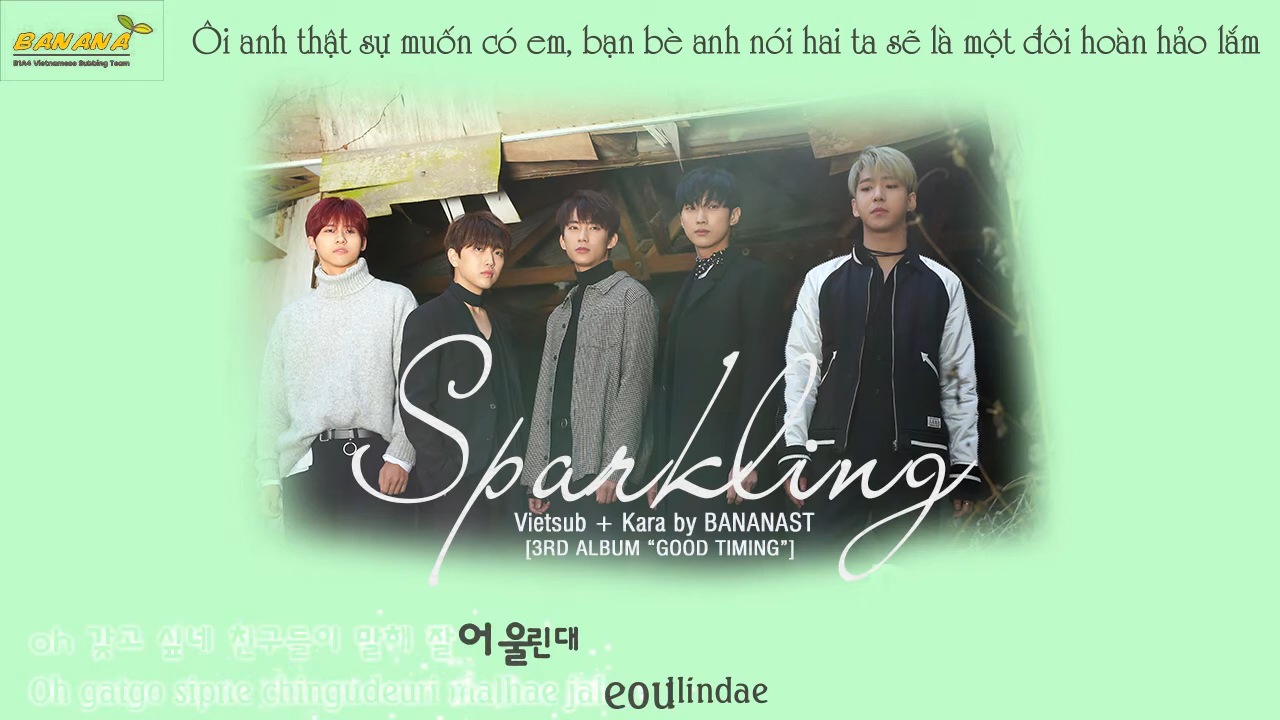 BANANA
B1A4 Vietnamese Subbing Team
Ôi anh thật sự muốn có em, bạn bè anh nói hai ta sẽ là một đôi hoàn hảo lắm
Sparkling
Vietsub + Kara by BANANAST
[3RD ALBUM “GOOD TIMING”]
oh 갖고 싶네 친구들이 말해 잘 어울린대
Oh gatgo sipne chingudeuri malhae jal eoullindae